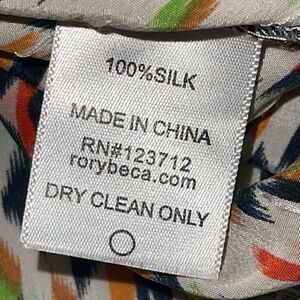 100%SILK
MADE IN CHINA
RN#123712
rorybeca.com
DRY CLEAN ONLY